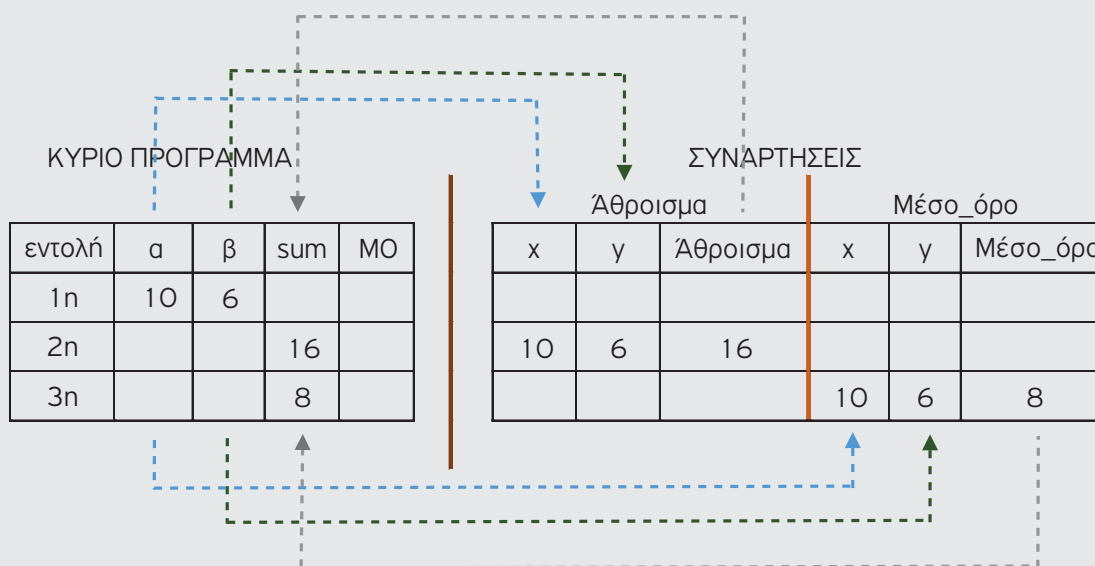 ΚΥΡΙΟ ΠΡΟΓΡΑΜΜΑ ΣΥΝΑΡΤΗΣΕΙΣ
Άθροισμα Μέσο_όρο
εντολή α β sum ΜΟ x y Άθροισμα x y Μέσο_όρο
1η 10 6
2η 16 10 6 16
3η 8 10 6 8